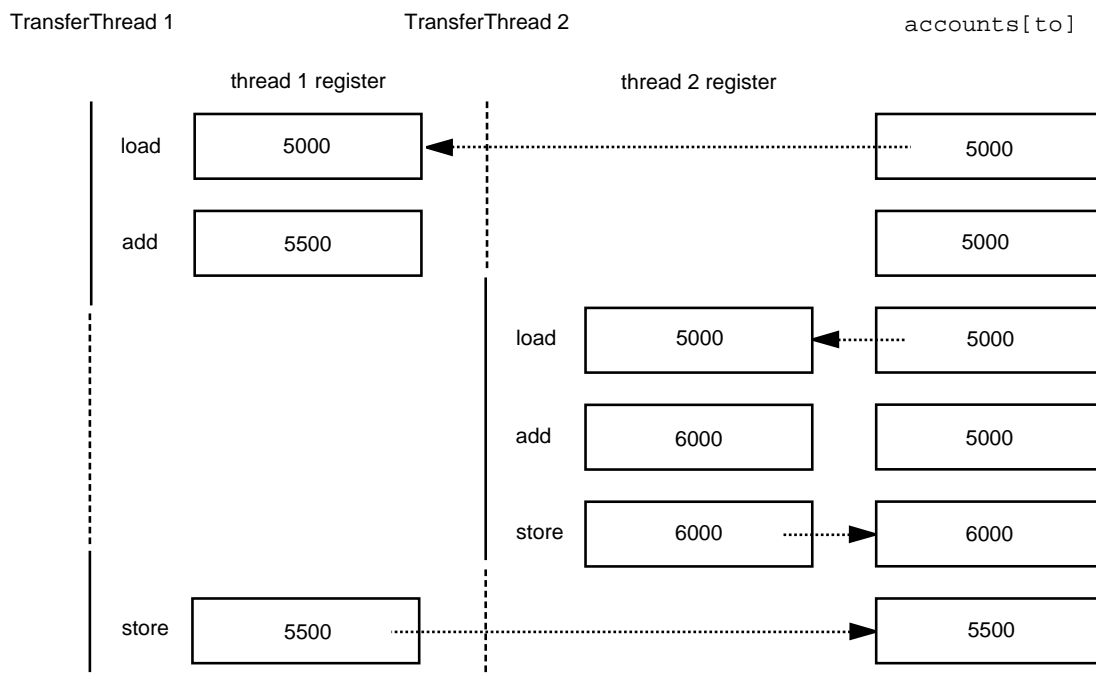 TransferThread 1 TransferThread 2 accounts[to]
thread 1 register thread 2 register
load 5000 5000
add 5500 5000
load 5000 5000
add 6000 5000
store 6000 6000
store 5500 5500